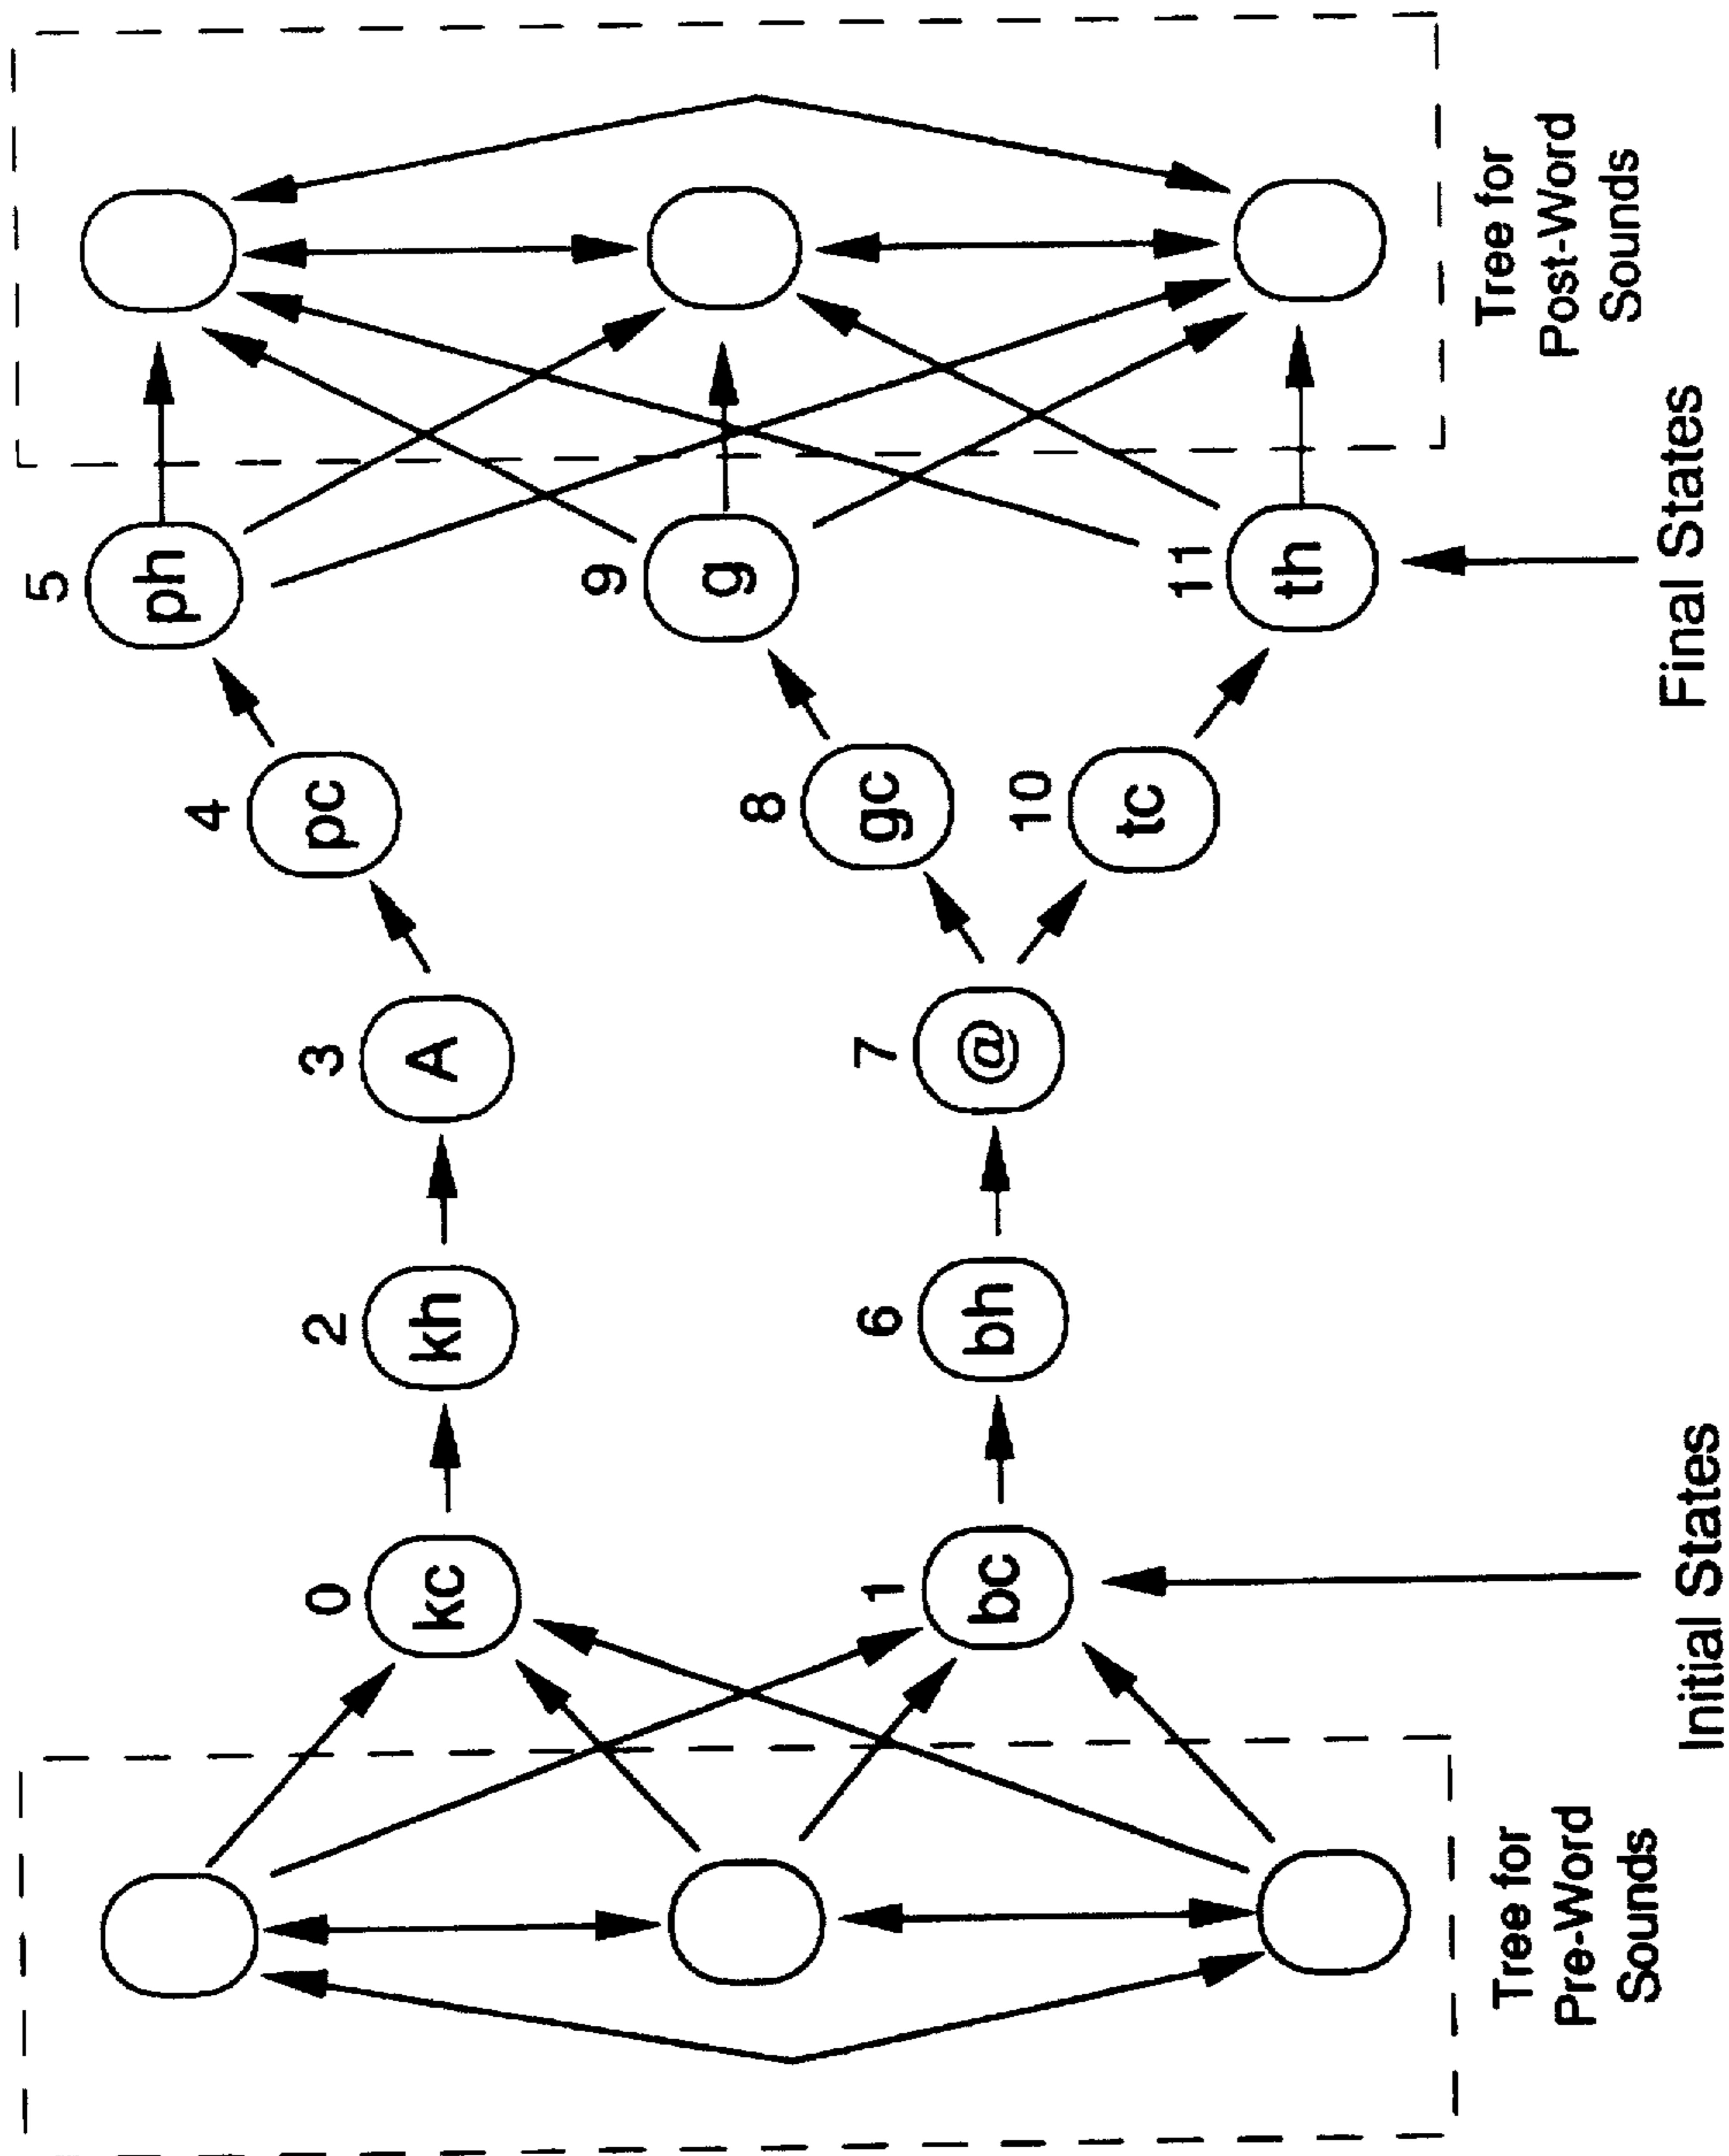 5
ph
9
g
11
th
4
pc
8
gc
10
tc
3
A
7
@
2
kh
6
bh
0
kc
1
bc
Tree for
Pre-Word
Sounds
Initial States
Final States
Tree for
Post-Word
Sounds